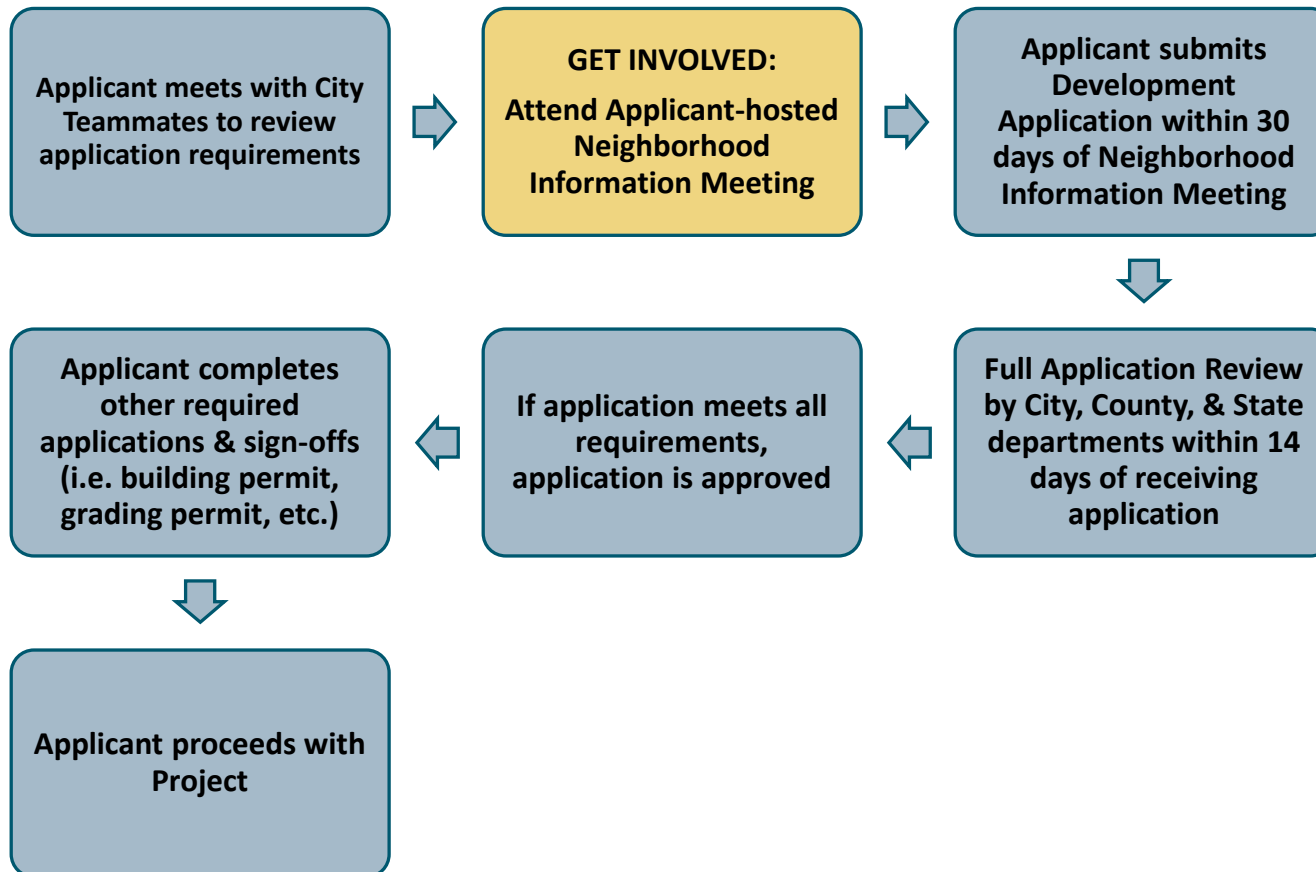 Applicant meets with City
Teammates to review
application requirements
GET INVOLVED:
Attend Applicant-hosted
Neighborhood
Information Meeting
Applicant submits
Development
Application within 30
days of Neighborhood
Information Meeting
Full Application Review
by City, County, & State
departments within 14
days of receiving
application
If application meets all
requirements,
application is approved
Applicant completes
other required
applications & sign-offs
(i.e. building permit,
grading permit, etc.)
Applicant proceeds with
Project